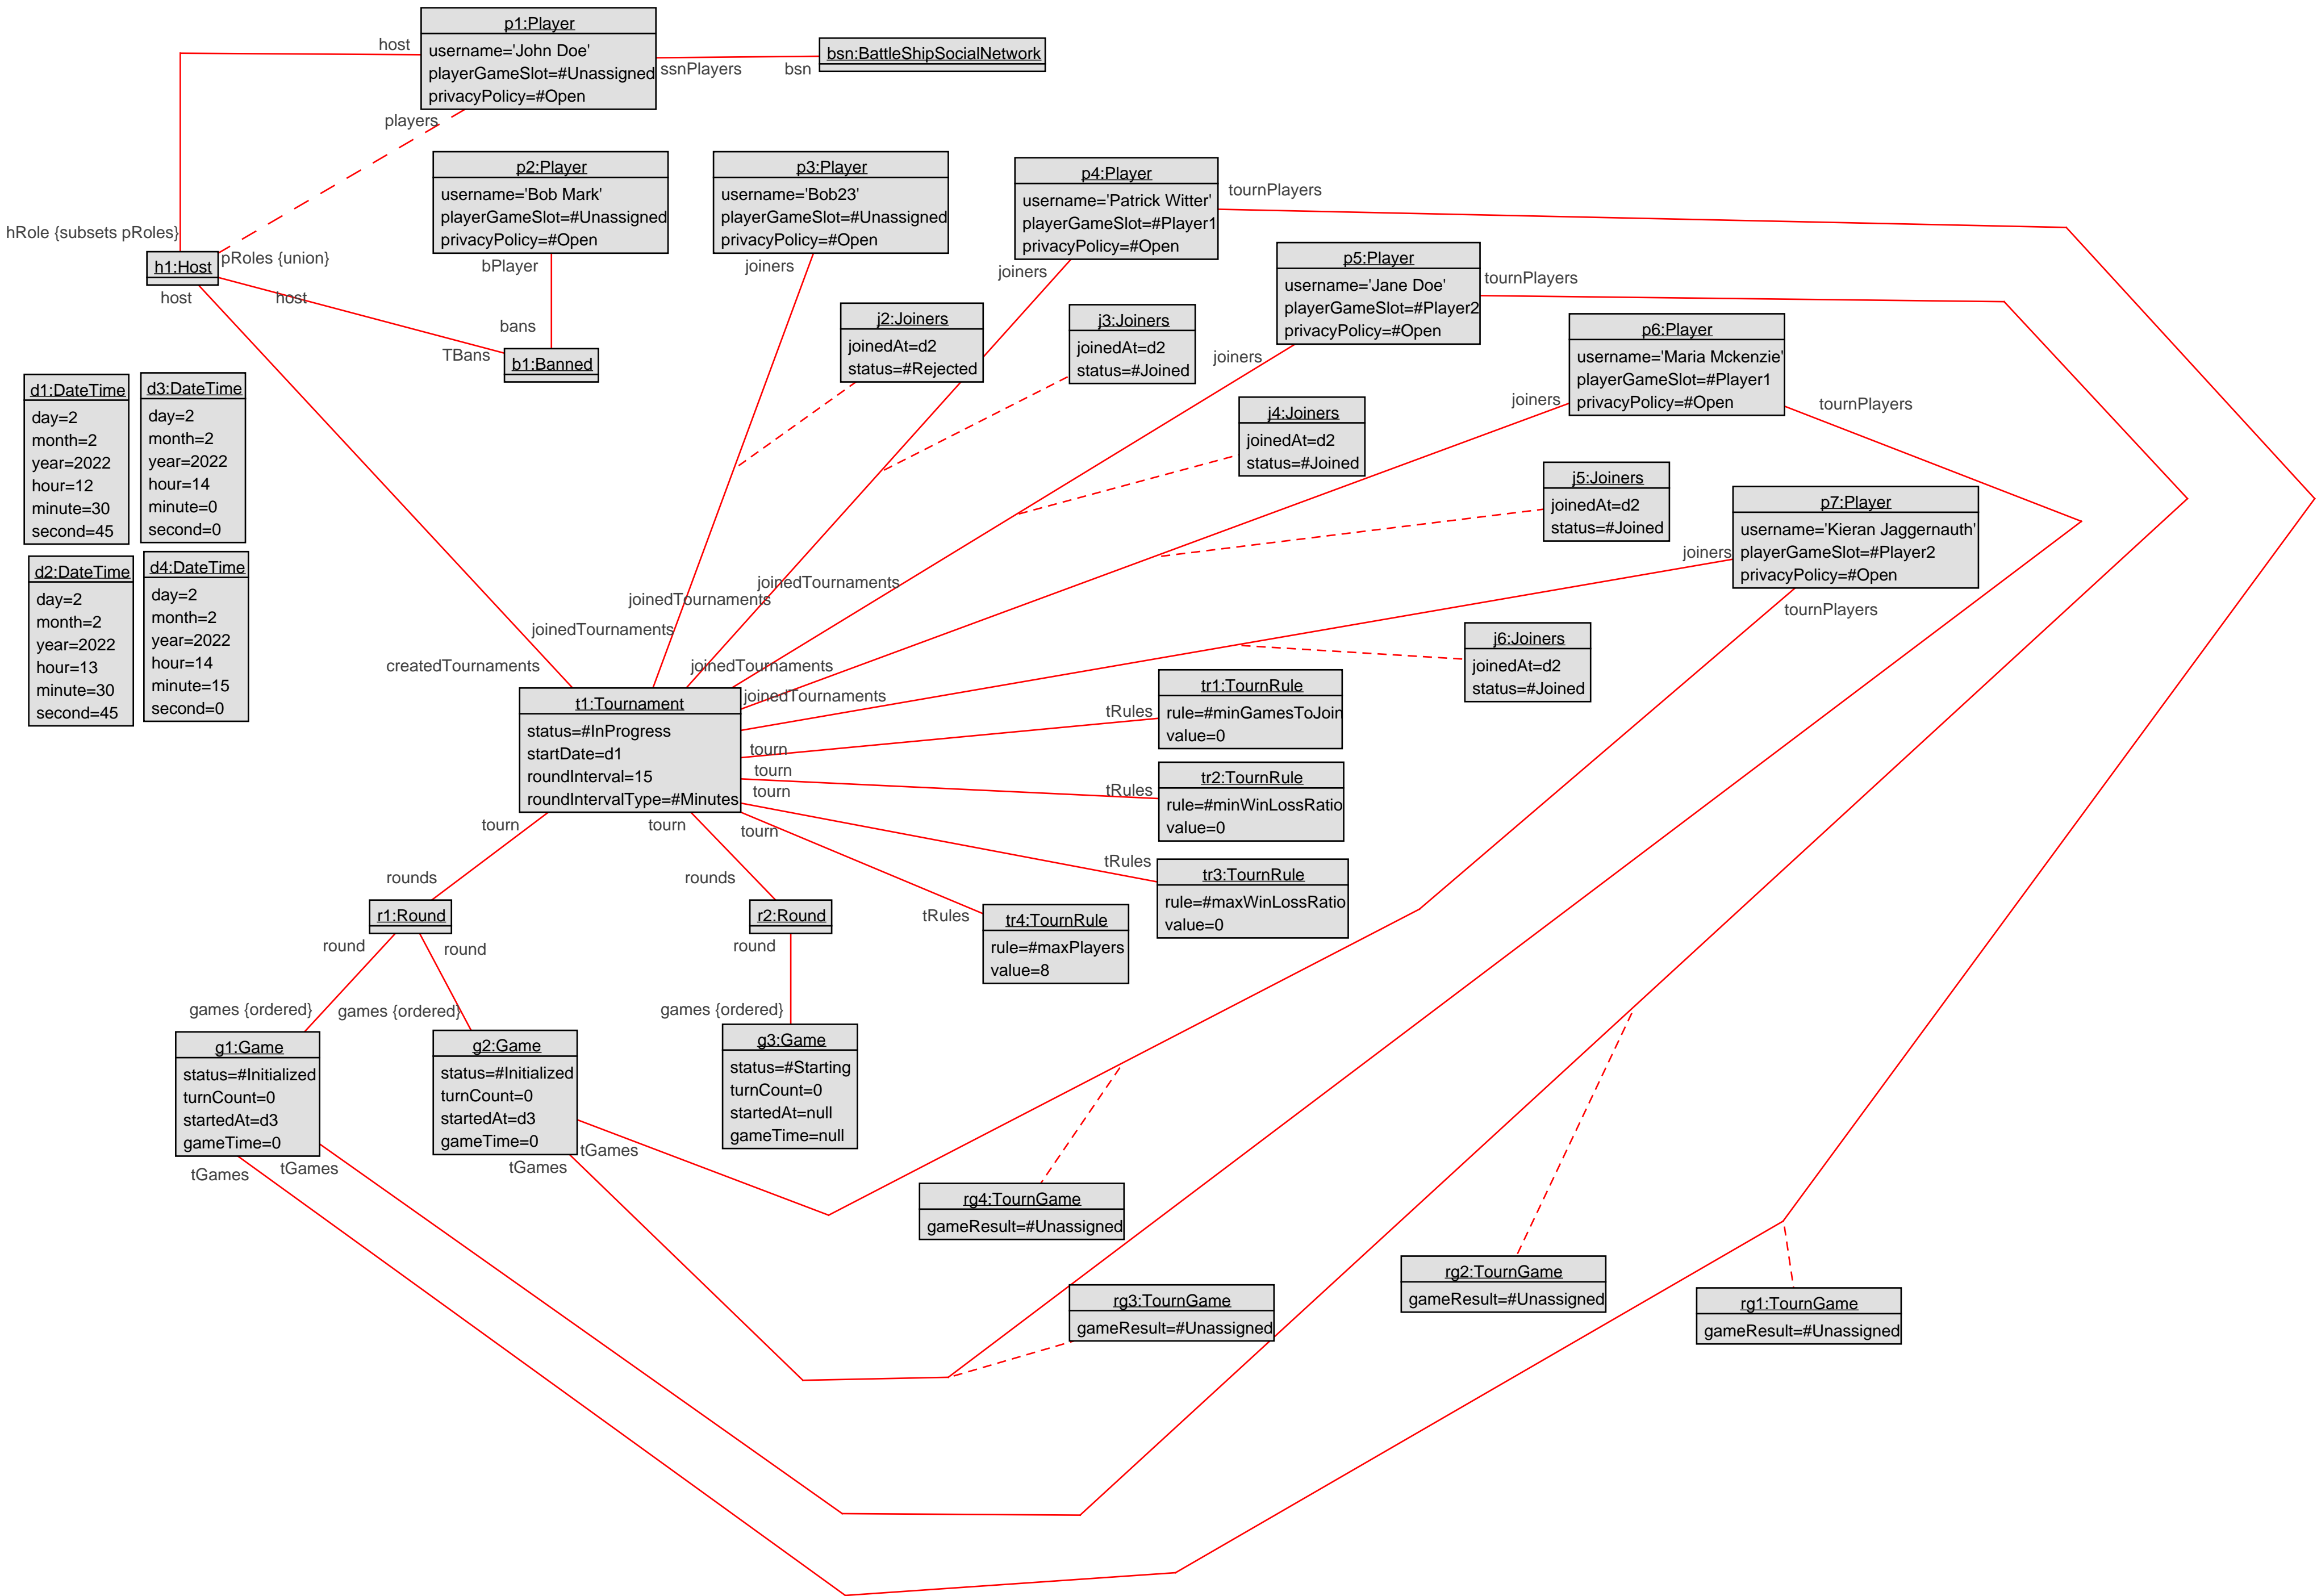 p1:Player
username='John Doe'
playerGameSlot=#Unassigned
privacyPolicy=#Open
host
ssnPlayers
bsn
bsn:BattleShipSocialNetwork
players
p2:Player
username='Bob Mark'
playerGameSlot=#Unassigned
privacyPolicy=#Open
bPlayer
p3:Player
username='Bob23'
playerGameSlot=#Unassigned
privacyPolicy=#Open
joiners
p4:Player
username='Patrick Witter'
playerGameSlot=#Player1
privacyPolicy=#Open
tournPlayers
joiners
hRole {subsets pRoles}
pRoles {union}
h1:Host
host
host
bans
TBans
b1:Banned
p5:Player
username='Jane Doe'
playerGameSlot=#Player2
privacyPolicy=#Open
tournPlayers
joiners
j2:Joiners
joinedAt=d2
status=#Rejected
j3:Joiners
joinedAt=d2
status=#Joined
p6:Player
username='Maria Mckenzie'
playerGameSlot=#Player1
privacyPolicy=#Open
joiners
tournPlayers
j4:Joiners
joinedAt=d2
status=#Joined
j5:Joiners
joinedAt=d2
status=#Joined
p7:Player
username='Kieran Jaggernauth'
playerGameSlot=#Player2
privacyPolicy=#Open
joiners
tournPlayers
j6:Joiners
joinedAt=d2
status=#Joined
d1:DateTime
day=2
month=2
year=2022
hour=12
minute=30
second=45
d3:DateTime
day=2
month=2
year=2022
hour=14
minute=0
second=0
d2:DateTime
day=2
month=2
year=2022
hour=13
minute=30
second=45
d4:DateTime
day=2
month=2
year=2022
hour=14
minute=15
second=0
joinedTournaments
joinedTournaments
joinedTournaments
createdTournaments
joinedTournaments
joinedTournaments
t1:Tournament
status=#InProgress
startDate=d1
roundInterval=15
roundIntervalType=#Minutes
tourn
tourn
tourn
tourn
tourn
tourn
tRules
tr1:TournRule
rule=#minGamesToJoin
value=0
tRules
tr2:TournRule
rule=#minWinLossRatio
value=0
tRules
tr3:TournRule
rule=#maxWinLossRatio
value=0
tRules
tr4:TournRule
rule=#maxPlayers
value=8
rounds
r1:Round
round
round
rounds
r2:Round
round
games {ordered}
games {ordered}
games {ordered}
g1:Game
status=#Initialized
turnCount=0
startedAt=d3
gameTime=0
tGames
tGames
g2:Game
status=#Initialized
turnCount=0
startedAt=d3
gameTime=0
tGames
tGames
g3:Game
status=#Starting
turnCount=0
startedAt=null
gameTime=null
rg4:TournGame
gameResult=#Unassigned
rg3:TournGame
gameResult=#Unassigned
rg2:TournGame
gameResult=#Unassigned
rg1:TournGame
gameResult=#Unassigned